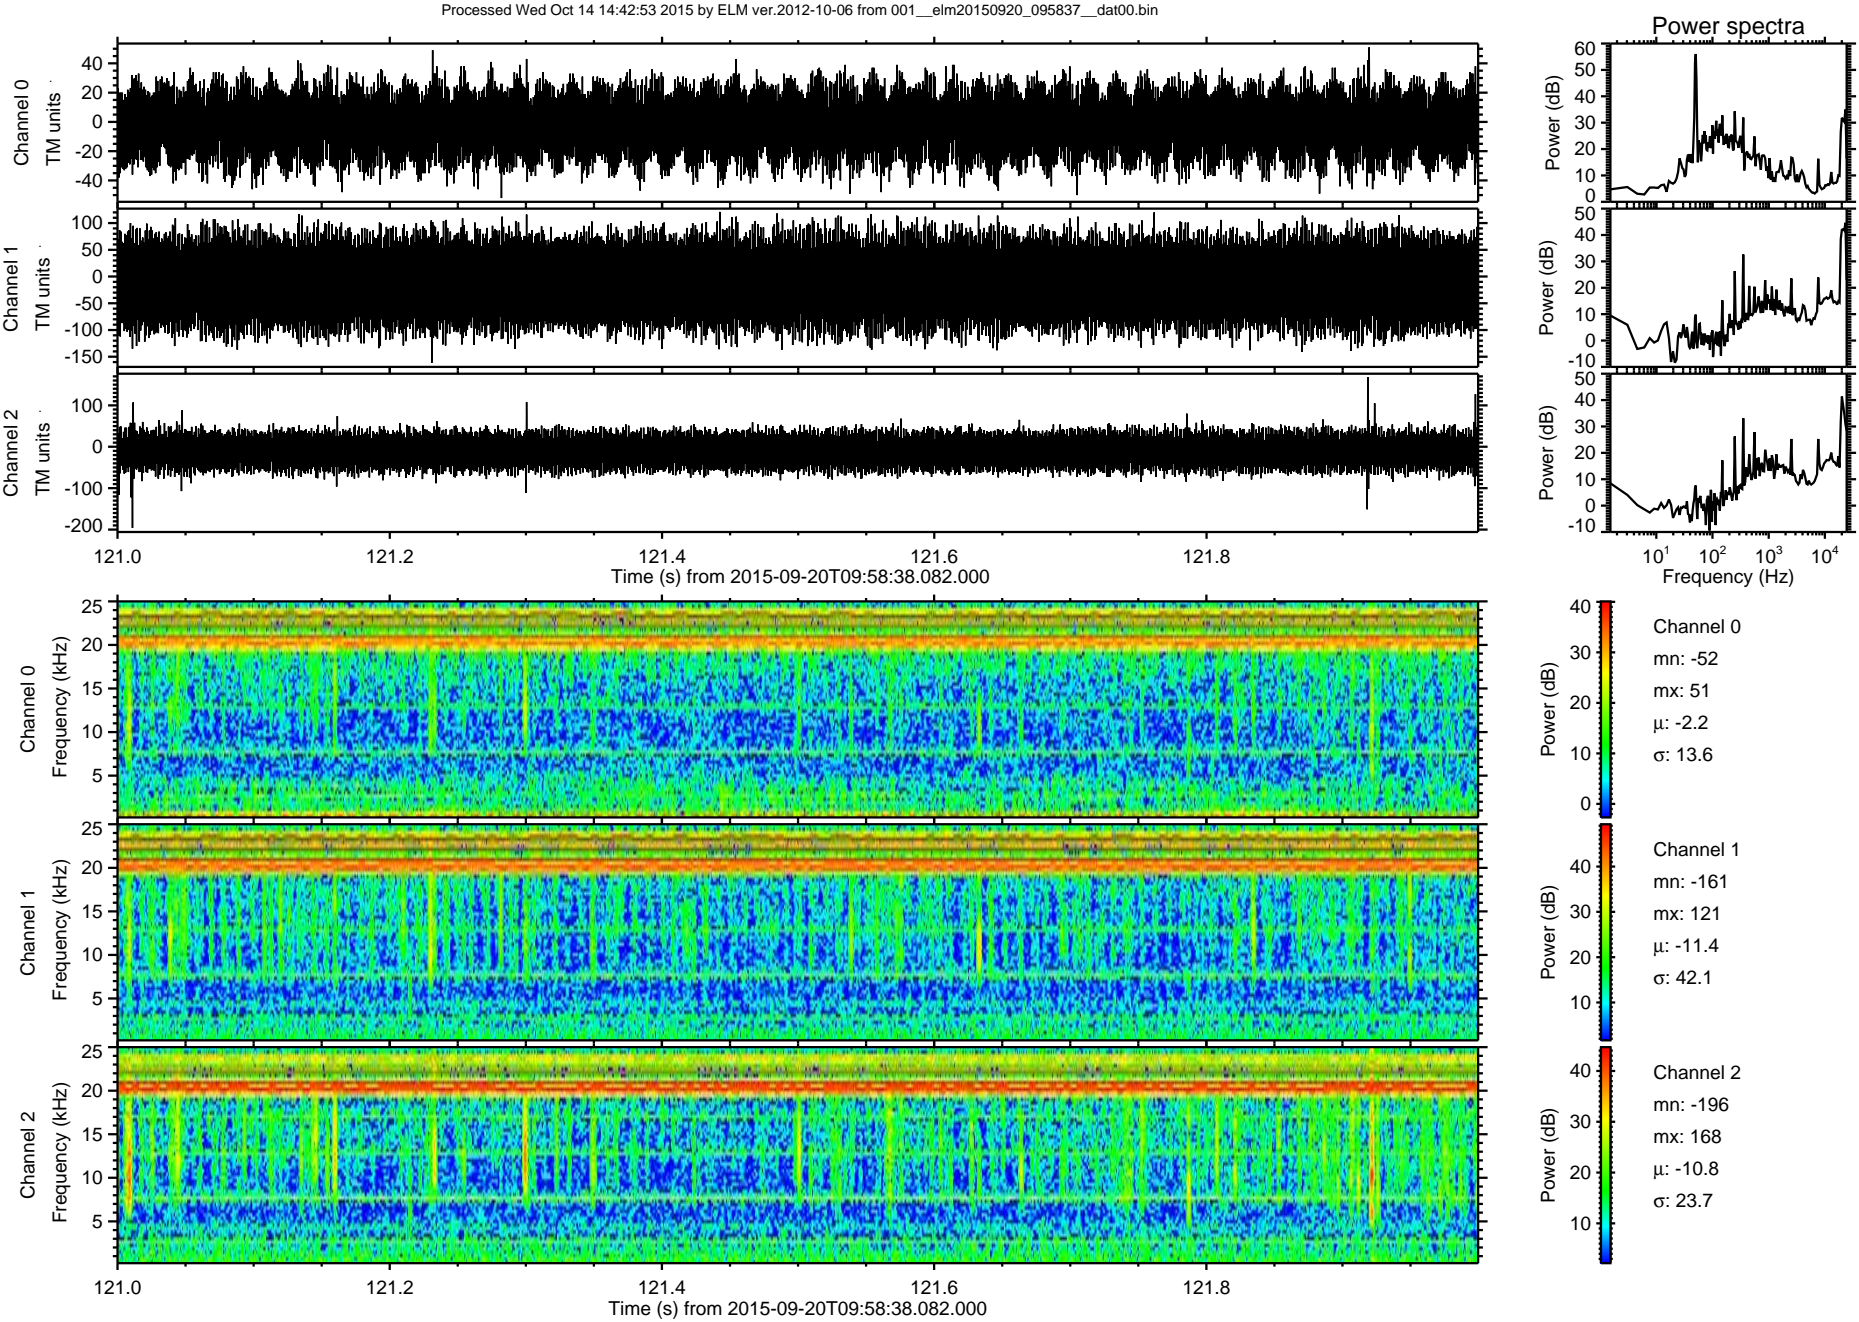 Processed Wed Oct 14 14:42:53 2015 by ELM ver.2012-10-06 from 001__elm20150920_095837__dat00.bin
Power spectra
Channel 0
TM units
40
20
0
-20
-40
Power (dB)
60
50
40
30
20
10
0
Channel 1
TM units
100
50
0
-50
-100
-150
Power (dB)
50
40
30
20
10
0
-10
Channel 2
TM units
100
0
-100
-200
Power (dB)
50
40
30
20
10
0
-10
121.0 121.2 121.4 121.6 121.8
Time (s) from 2015-09-20T09:58:38.082.000
10¹ 10² 10³ 10⁴
Frequency (Hz)
Channel 0
Frequency (kHz)
25
20
15
10
5
Power (dB)
40
30
20
10
0
Channel 0
mn: -52
mx: 51
μ: -2.2
σ: 13.6
Channel 1
Frequency (kHz)
25
20
15
10
5
Power (dB)
40
30
20
10
Channel 1
mn: -161
mx: 121
μ: -11.4
σ: 42.1
Channel 2
Frequency (kHz)
25
20
15
10
5
Power (dB)
40
30
20
10
Channel 2
mn: -196
mx: 168
μ: -10.8
σ: 23.7
121.0 121.2 121.4 121.6 121.8
Time (s) from 2015-09-20T09:58:38.082.000